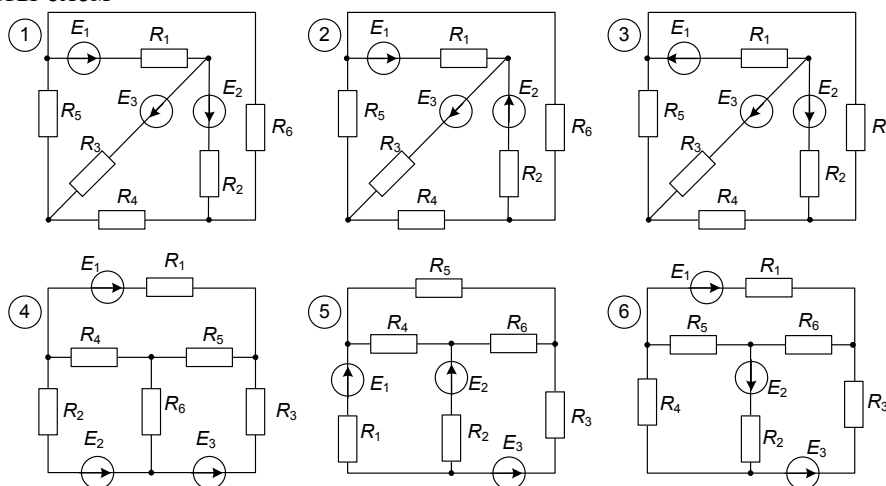 1 E1 R1 E3 E2 R5 R3 R6 R2 R4
2 E1 R1 E3 E2 R5 R3 R6 R2 R4
3 E1 R1 E3 E2 R5 R3 R R2 R4
4 E1 R1 R4 R5 R2 R6 R3 E2 E3
5 R5 R4 R6 E1 E2 R1 R2 R3 E3
6 E1 R1 R5 R6 E2 R4 R3 R2 E3